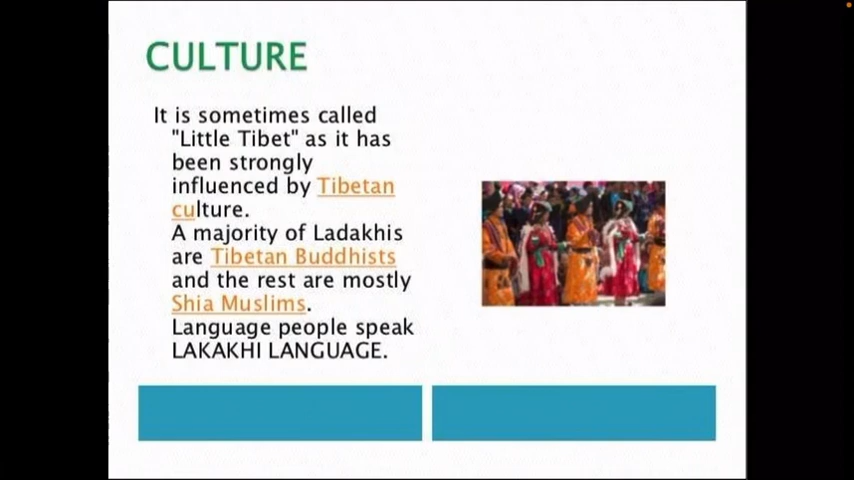 CULTURE
It is sometimes called
"Little Tibet" as it has
been strongly
influenced by Tibetan
culture.
A majority of Ladakhis
are Tibetan Buddhists
and the rest are mostly
Shia Muslims.
Language people speak
LAKAKHI LANGUAGE.